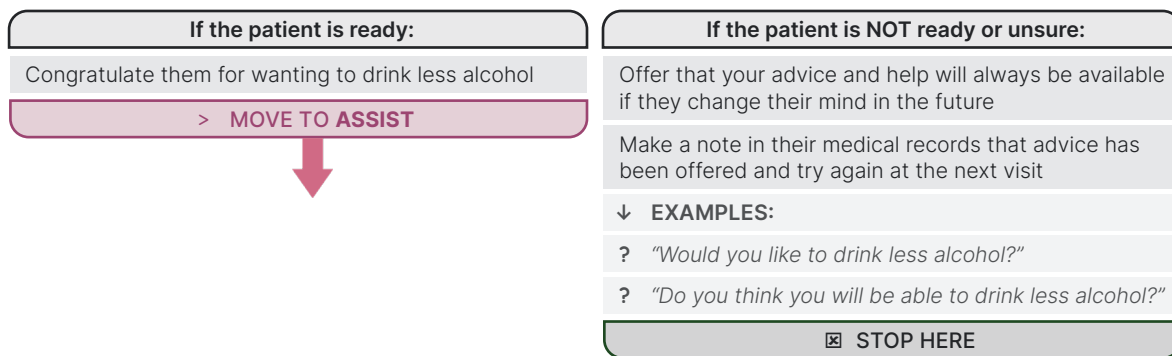 If the patient is ready:
Congratulate them for wanting to drink less alcohol
> MOVE TO ASSIST
If the patient is NOT ready or unsure:
Offer that your advice and help will always be available
if they change their mind in the future
Make a note in their medical records that advice has
been offered and try again at the next visit
↓ EXAMPLES:
? “Would you like to drink less alcohol?”
? “Do you think you will be able to drink less alcohol?”
☒ STOP HERE